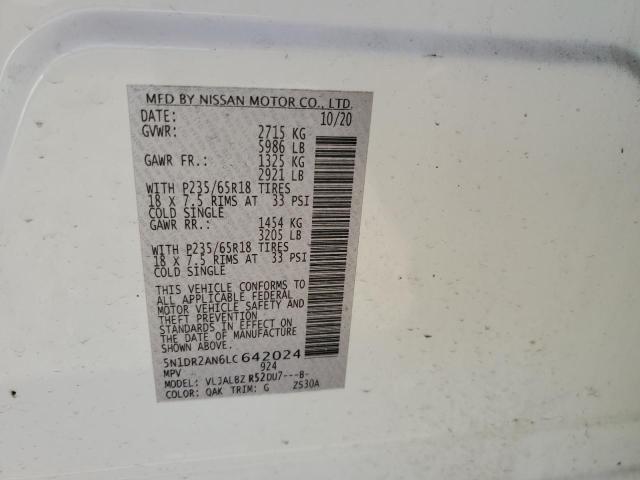 MFD BY NISSAN MOTOR CO., LTD.
DATE: 10/20
GVWR: 2715 KG
5986 LB
GAWR FR.: 1325 KG
2921 LB
WITH P235/65R18 TIRES
18 X 7.5 RIMS AT 33 PSI
COLD SINGLE
GAWR RR.: 1454 KG
3205 LB
WITH P235/65R18 TIRES
18 X 7.5 RIMS AT 33 PSI
COLD SINGLE
THIS VEHICLE CONFORMS TO
ALL APPLICABLE FEDERAL
MOTOR VEHICLE SAFETY AND
THEFT PREVENTION
STANDARDS IN EFFECT ON
THE DATE OF MANUFACTURE
SHOWN ABOVE.
5N1DR2AN6LC642024
MPV 924
MODEL: VLJALBZ R52DU7---B-
COLOR: QAK TRIM: G ZS30A